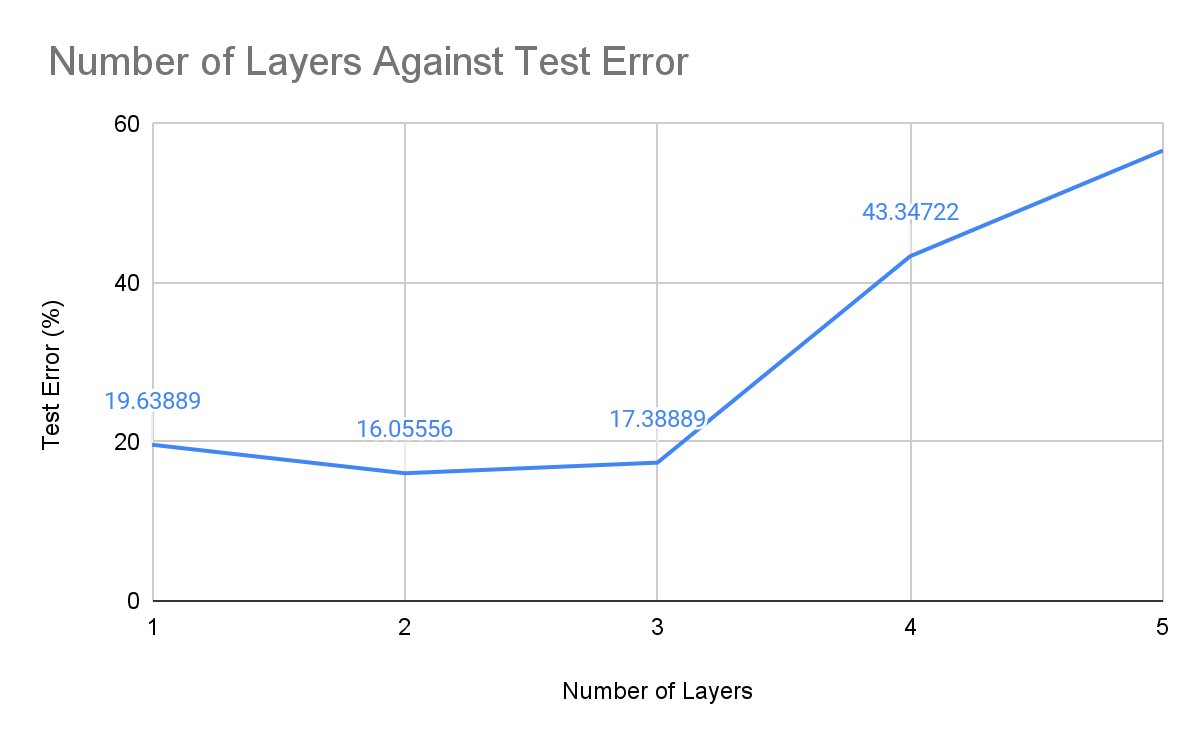 Number of Layers Against Test Error
60
40
20
0
Test Error (%)
19.63889
16.05556
17.38889
43.34722
1 2 3 4 5
Number of Layers